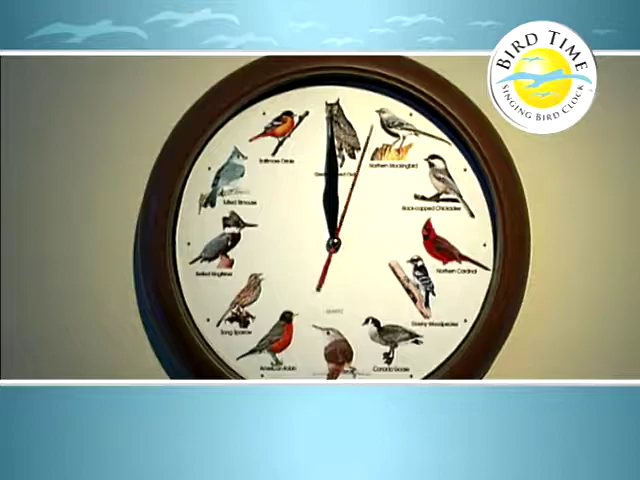 BIRD TIME
SINGING BIRD CLOCK
Baltimore Oriole
Northern Mockingbird
Tufted Titmouse
Black-capped Chickadee
Belted Kingfisher
Northern Cardinal
Song Sparrow
QUARTZ
Downy Woodpecker
American Robin
Canada Goose